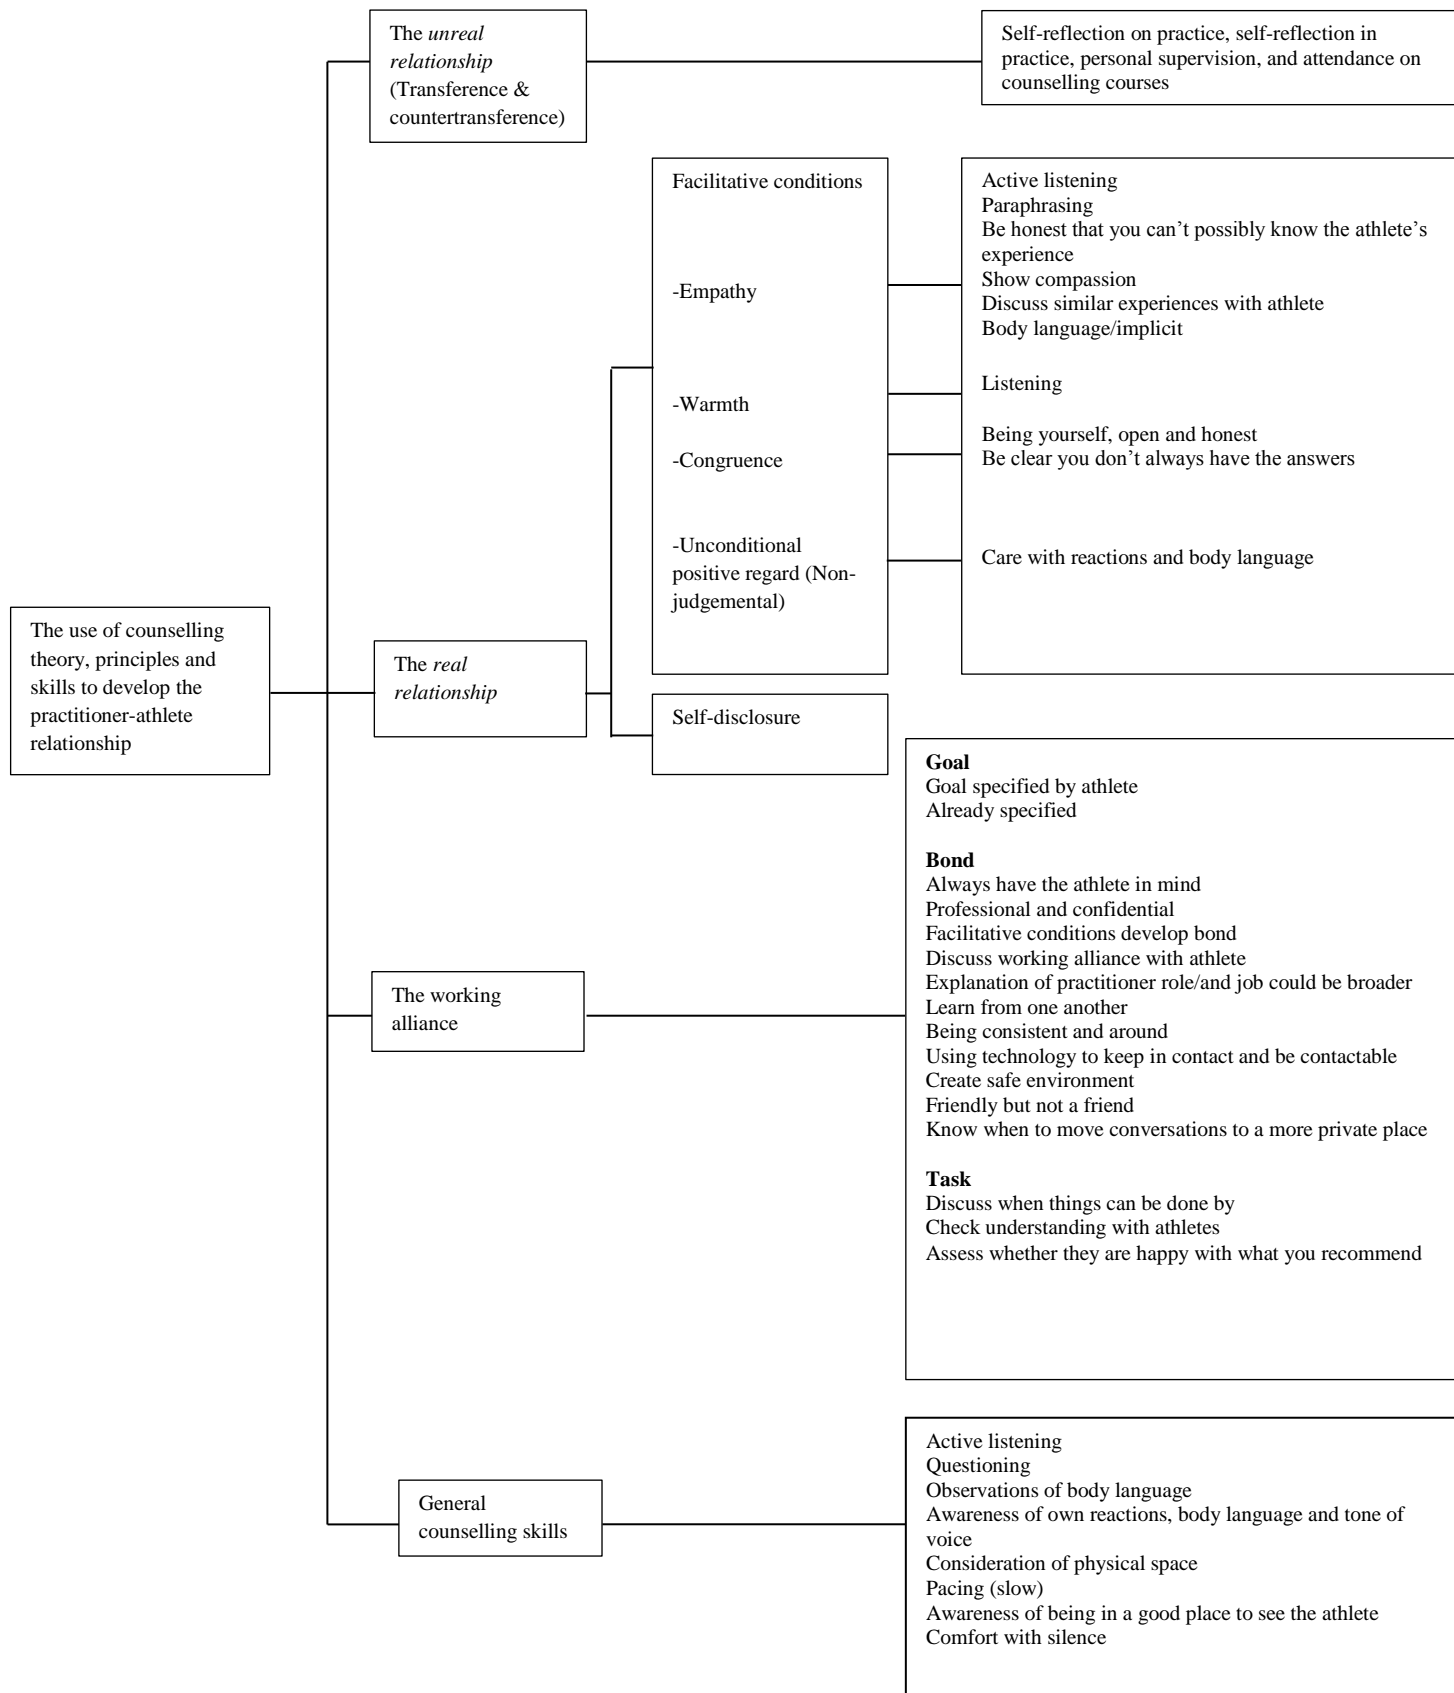 The unreal
relationship
(Transference &
countertransference)
Self-reflection on practice, self-reflection in
practice, personal supervision, and attendance on
counselling courses
Facilitative conditions
-Empathy
-Warmth
-Congruence
-Unconditional
positive regard (Non-
judgemental)
Active listening
Paraphrasing
Be honest that you can’t possibly know the athlete’s
experience
Show compassion
Discuss similar experiences with athlete
Body language/implicit
Listening
Being yourself, open and honest
Be clear you don’t always have the answers
Care with reactions and body language
The use of counselling
theory, principles and
skills to develop the
practitioner-athlete
relationship
The real
relationship
Self-disclosure
Goal
Goal specified by athlete
Already specified
Bond
Always have the athlete in mind
Professional and confidential
Facilitative conditions develop bond
Discuss working alliance with athlete
Explanation of practitioner role/and job could be broader
Learn from one another
Being consistent and around
Using technology to keep in contact and be contactable
Create safe environment
Friendly but not a friend
Know when to move conversations to a more private place
Task
Discuss when things can be done by
Check understanding with athletes
Assess whether they are happy with what you recommend
The working
alliance
General
counselling skills
Active listening
Questioning
Observations of body language
Awareness of own reactions, body language and tone of
voice
Consideration of physical space
Pacing (slow)
Awareness of being in a good place to see the athlete
Comfort with silence